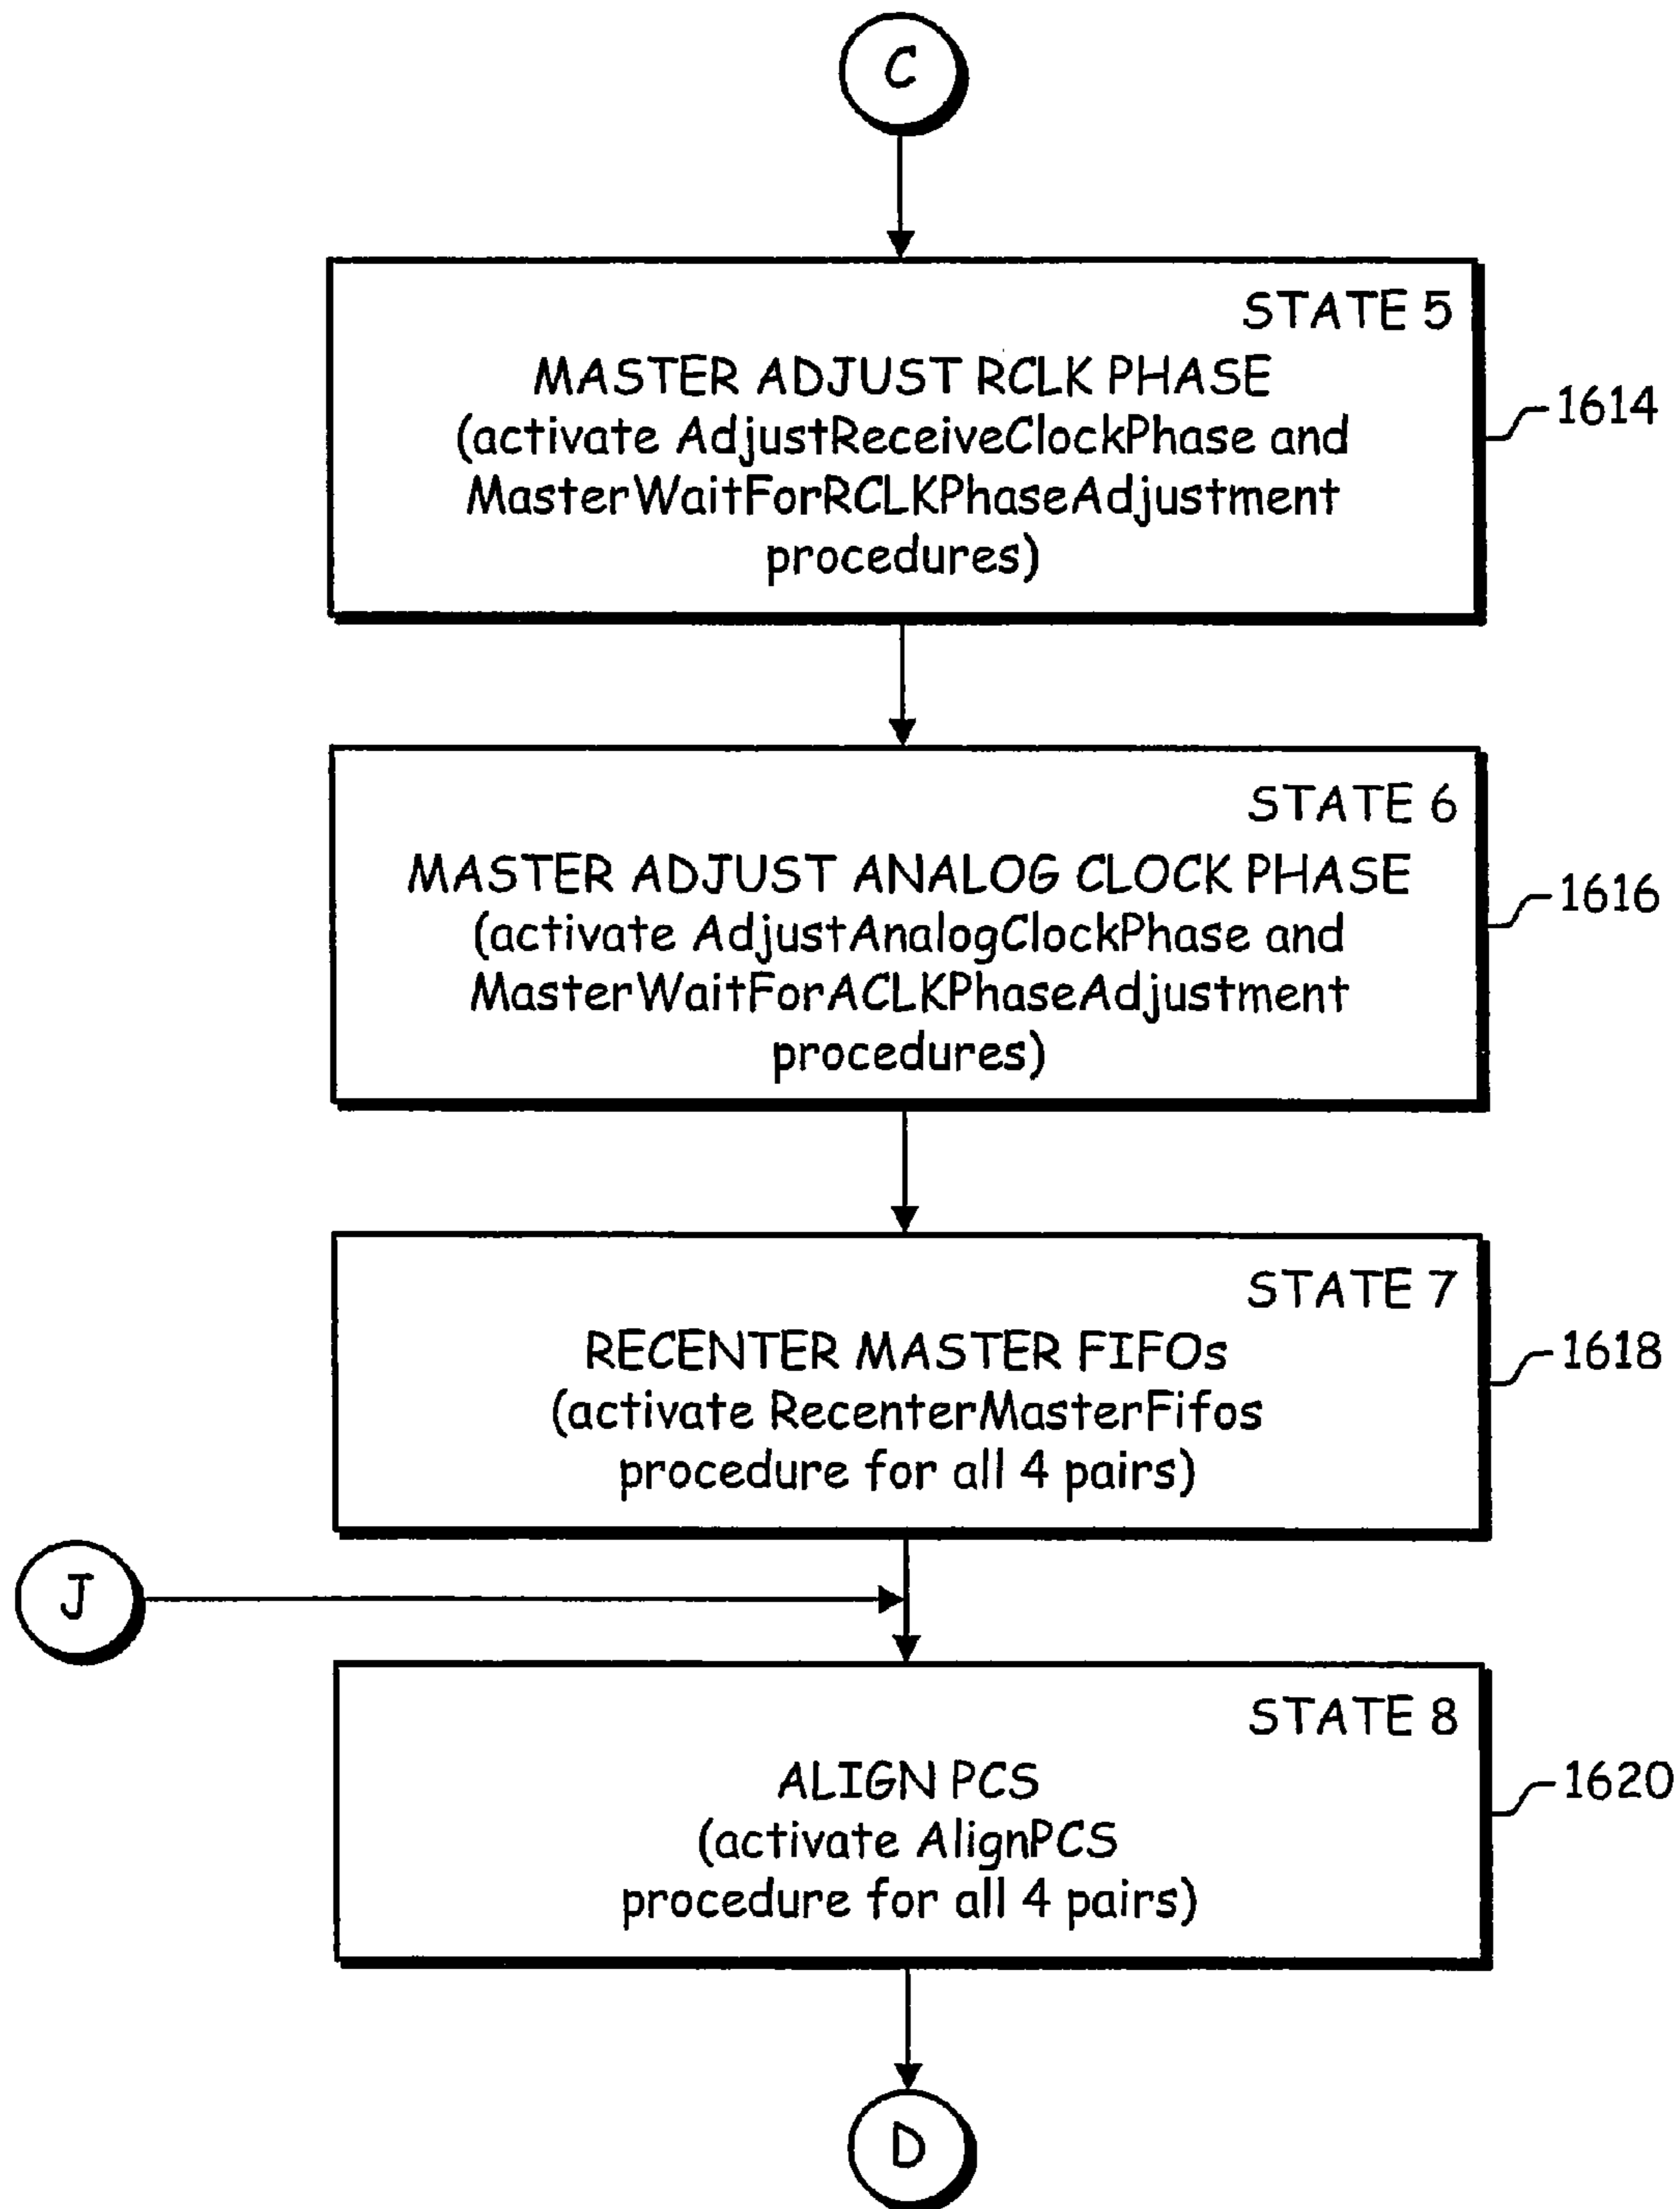 C
STATE 5
MASTER ADJUST RCLK PHASE
(activate AdjustReceiveClockPhase and
MasterWaitForRCLKPhaseAdjustment
procedures)
1614
STATE 6
MASTER ADJUST ANALOG CLOCK PHASE
(activate AdjustAnalogClockPhase and
MasterWaitForACLKPhaseAdjustment
procedures)
1616
STATE 7
RECENTER MASTER FIFOs
(activate RecenterMasterFifos
procedure for all 4 pairs)
1618
J
STATE 8
ALIGN PCS
(activate AlignPCS
procedure for all 4 pairs)
1620
D